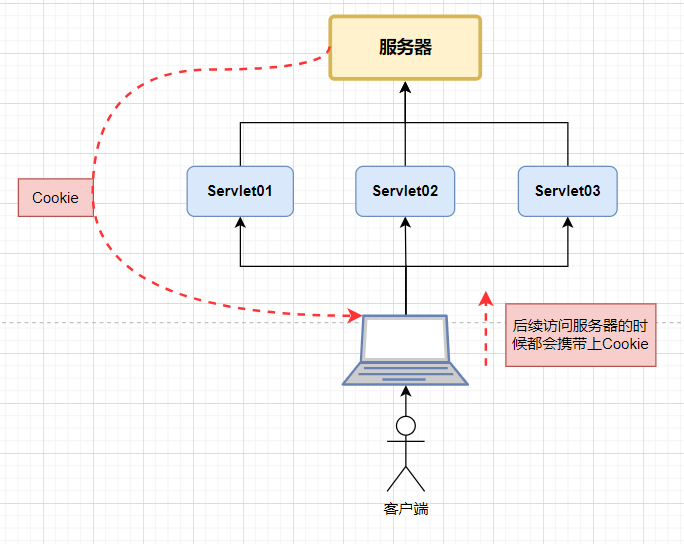 服务器
Cookie
Servlet01
Servlet02
Servlet03
后续访问服务器的时
候都会携带上Cookie
客户端